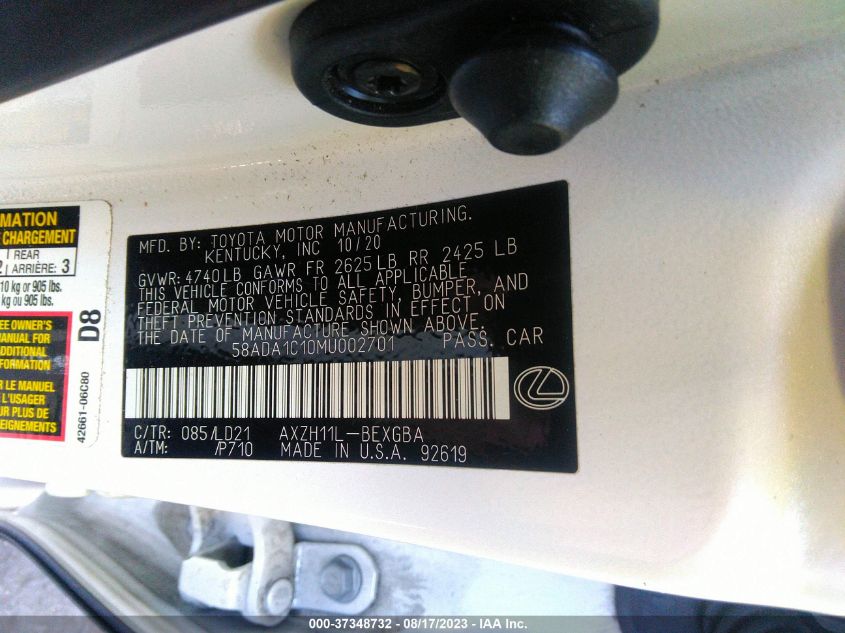 MATION
CHARGEMENT
2 REAR
ARRIÈRE: 3
10 kg or 905 lbs.
kg ou 905 lbs.
EE OWNER'S
MANUAL FOR
ADDITIONAL
FORMATION
R LE MANUEL
L'USAGER
UR PLUS DE
EIGNEMENTS
D8
42661-06C80
MFD. BY: TOYOTA MOTOR MANUFACTURING.
KENTUCKY, INC 10/20
GVWR: 4740LB GAWR FR 2625LB RR 2425 LB
THIS VEHICLE CONFORMS TO ALL APPLICABLE
FEDERAL MOTOR VEHICLE SAFETY, BUMPER, AND
THEFT PREVENTION STANDARDS IN EFFECT ON
THE DATE OF MANUFACTURE SHOWN ABOVE.
58ADA1C10MU002701 PASS. CAR
C/TR: 085/LD21 AXZH11L-BEXGBA
A/TM: /P710 MADE IN U.S.A. 92619
000-37348732 - 08/17/2023 - IAA Inc.